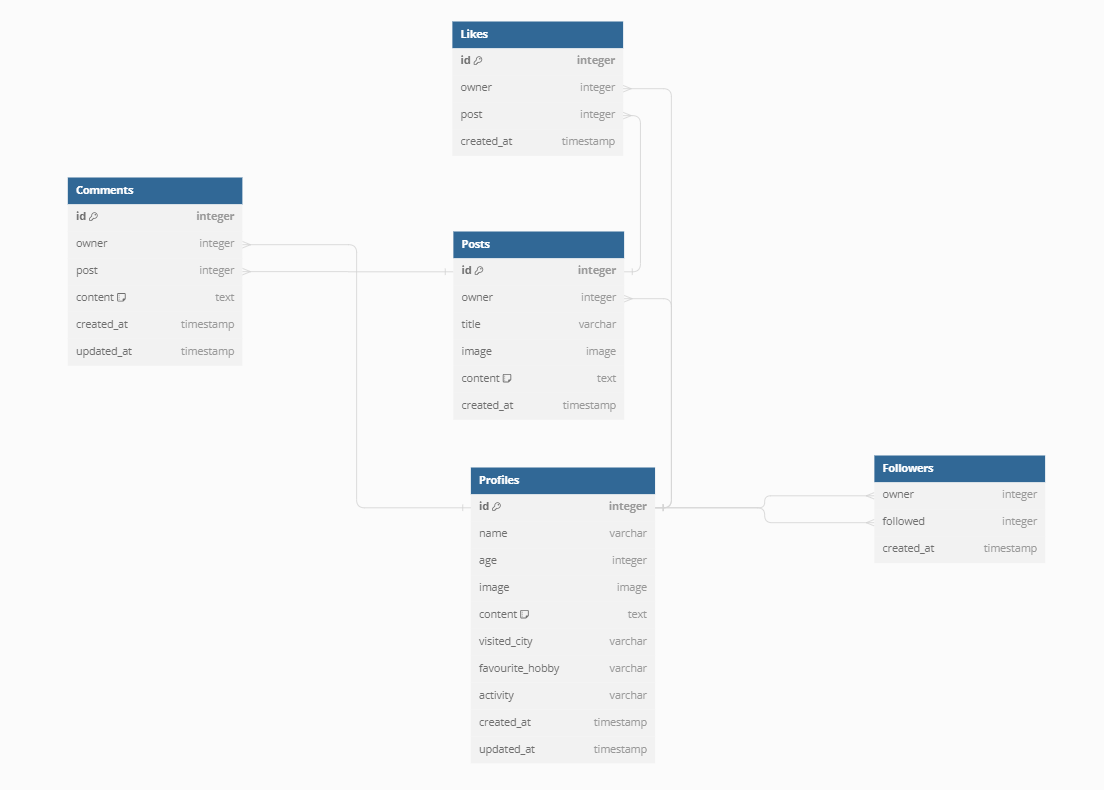 Likes
id integer
owner integer
post integer
created_at timestamp
Comments
id integer
owner integer
post integer
content text
created_at timestamp
updated_at timestamp
Posts
id integer
owner integer
title varchar
image image
content text
created_at timestamp
Profiles
id integer
name varchar
age integer
image image
content text
visited_city varchar
favourite_hobby varchar
activity varchar
created_at timestamp
updated_at timestamp
Followers
owner integer
followed integer
created_at timestamp